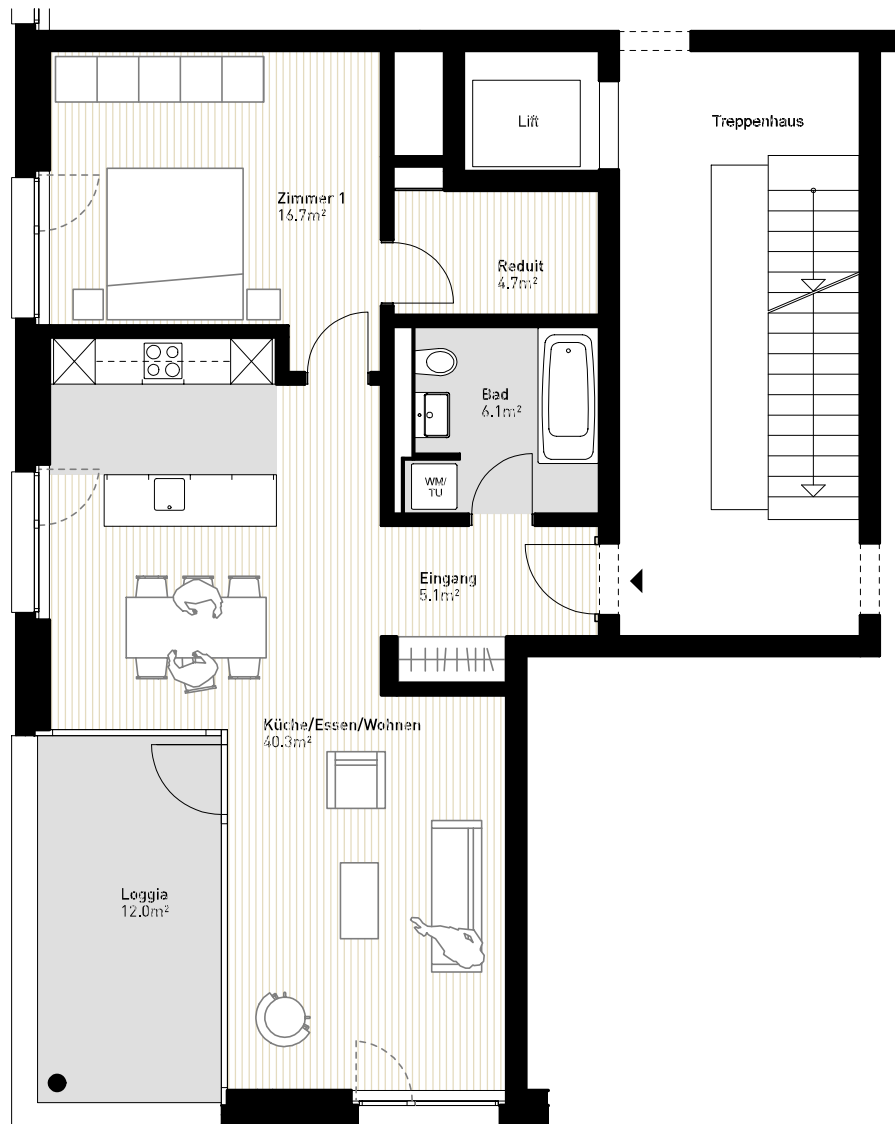 Lift
Treppenhaus
Zimmer 1
16.7m²
Reduit
4.7m²
Bad
6.1m²
WM/
TU
Eingang
5.1m²
Küche/Essen/Wohnen
40.3m²
Loggia
12.0m²